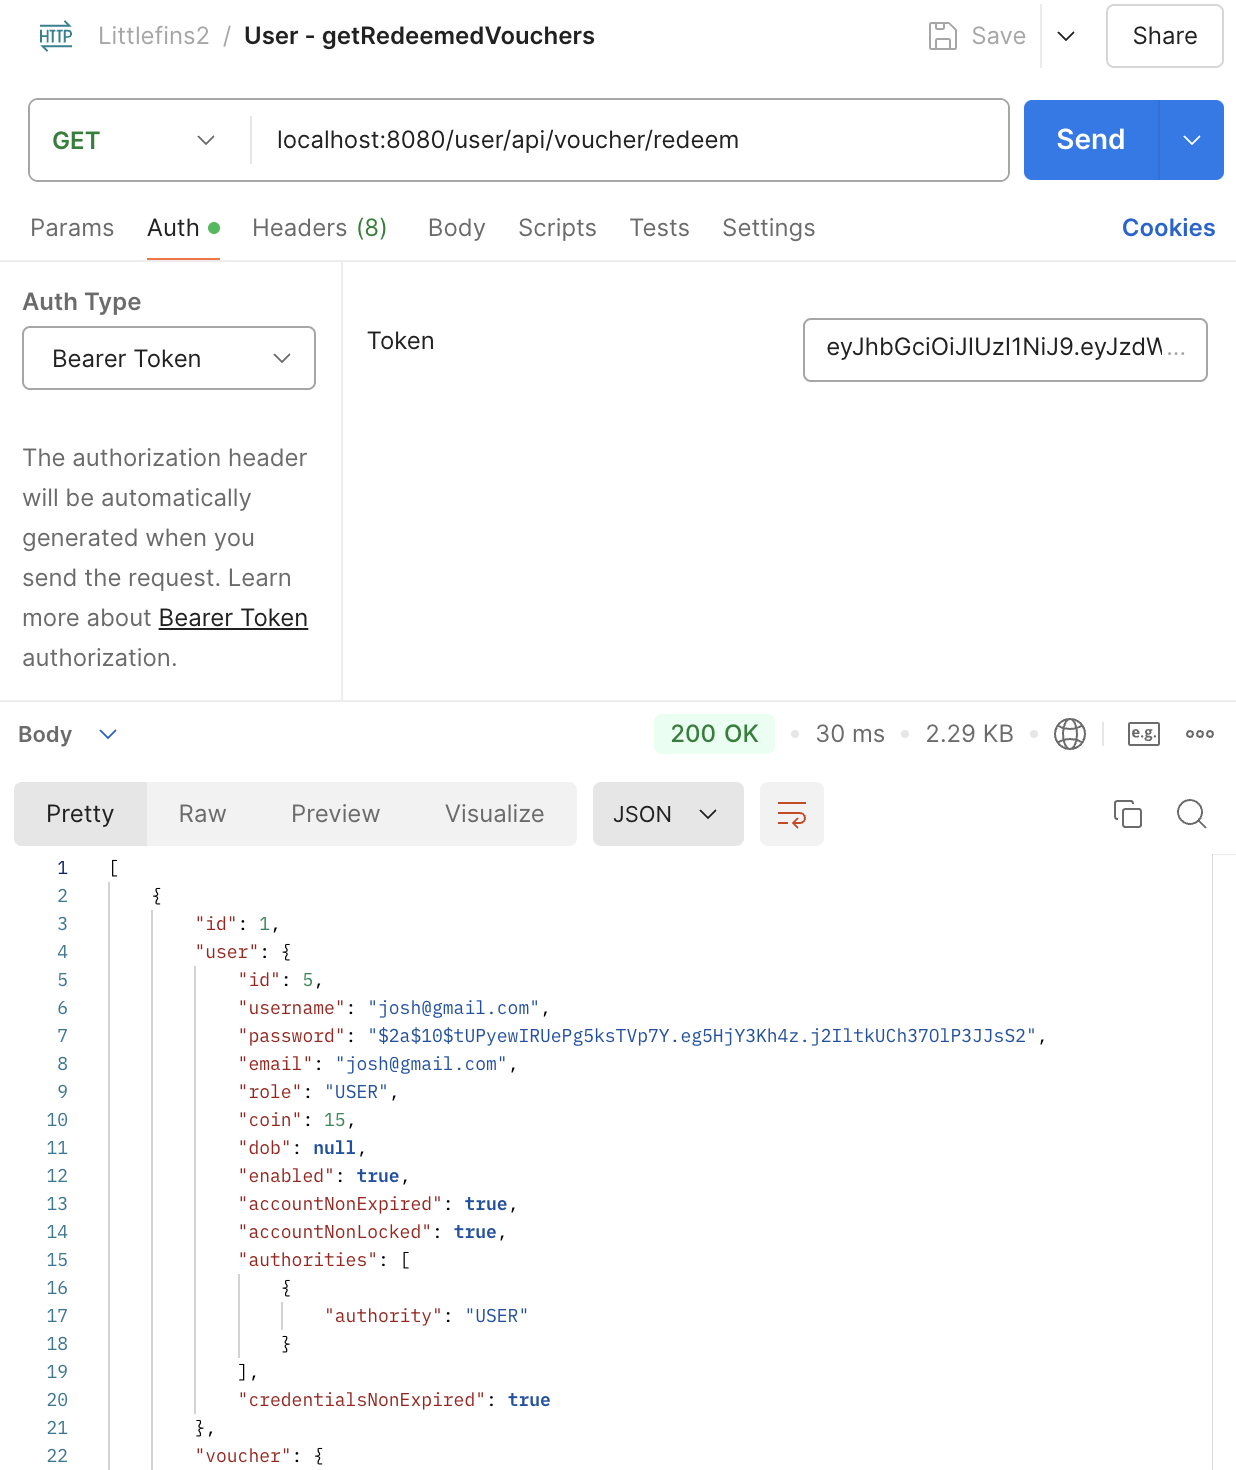 HTTP Littlefins2 / User - getRedeemedVouchers Save Share
GET localhost:8080/user/api/voucher/redeem Send
Params Auth Headers (8) Body Scripts Tests Settings Cookies
Auth Type
Bearer Token
Token eyJhbGciOiJIUzI1NiJ9.eyJzdW...
The authorization header
will be automatically
generated when you
send the request. Learn
more about Bearer Token
authorization.
Body 200 OK 30 ms 2.29 KB e.g.
Pretty Raw Preview Visualize JSON
1 [
2 {
3 "id": 1,
4 "user": {
5 "id": 5,
6 "username": "josh@gmail.com",
7 "password": "$2a$10$tUPyewIRUePg5ksTVp7Y.eg5HjY3Kh4z.j2IltkUCh37OlP3JJsS2",
8 "email": "josh@gmail.com",
9 "role": "USER",
10 "coin": 15,
11 "dob": null,
12 "enabled": true,
13 "accountNonExpired": true,
14 "accountNonLocked": true,
15 "authorities": [
16 {
17 "authority": "USER"
18 }
19 ],
20 "credentialsNonExpired": true
21 },
22 "voucher": {